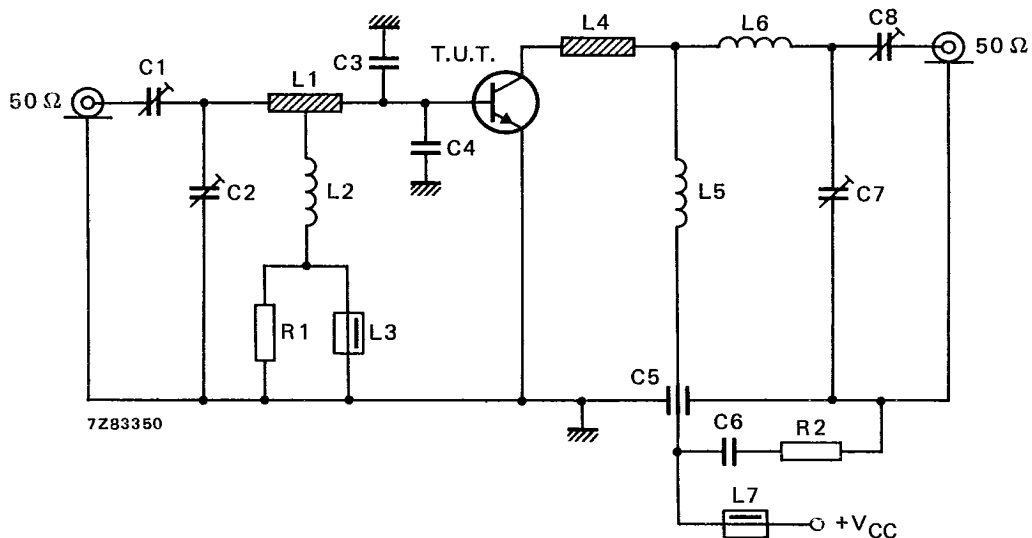 L4
L6
C8
50 Ω
C3
T.U.T.
C1
L1
50 Ω
C4
C2
L2
L5
C7
R1
L3
C5
7Z83350
C6
R2
L7
+VCC